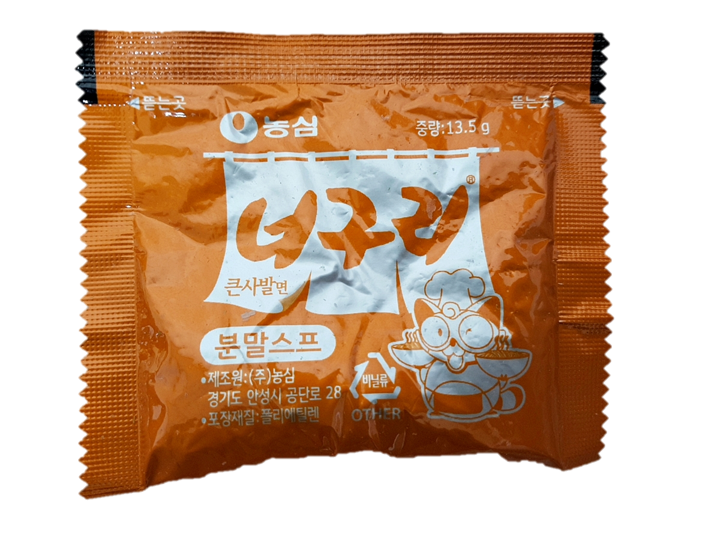 뜯는곳
뜯는곳
농심
중량:13.5 g
너구리®
큰사발면
분말스프
•제조원:(주)농심
경기도 안성시 공단로 28
•포장재질:폴리에틸렌
비닐류
OTHER